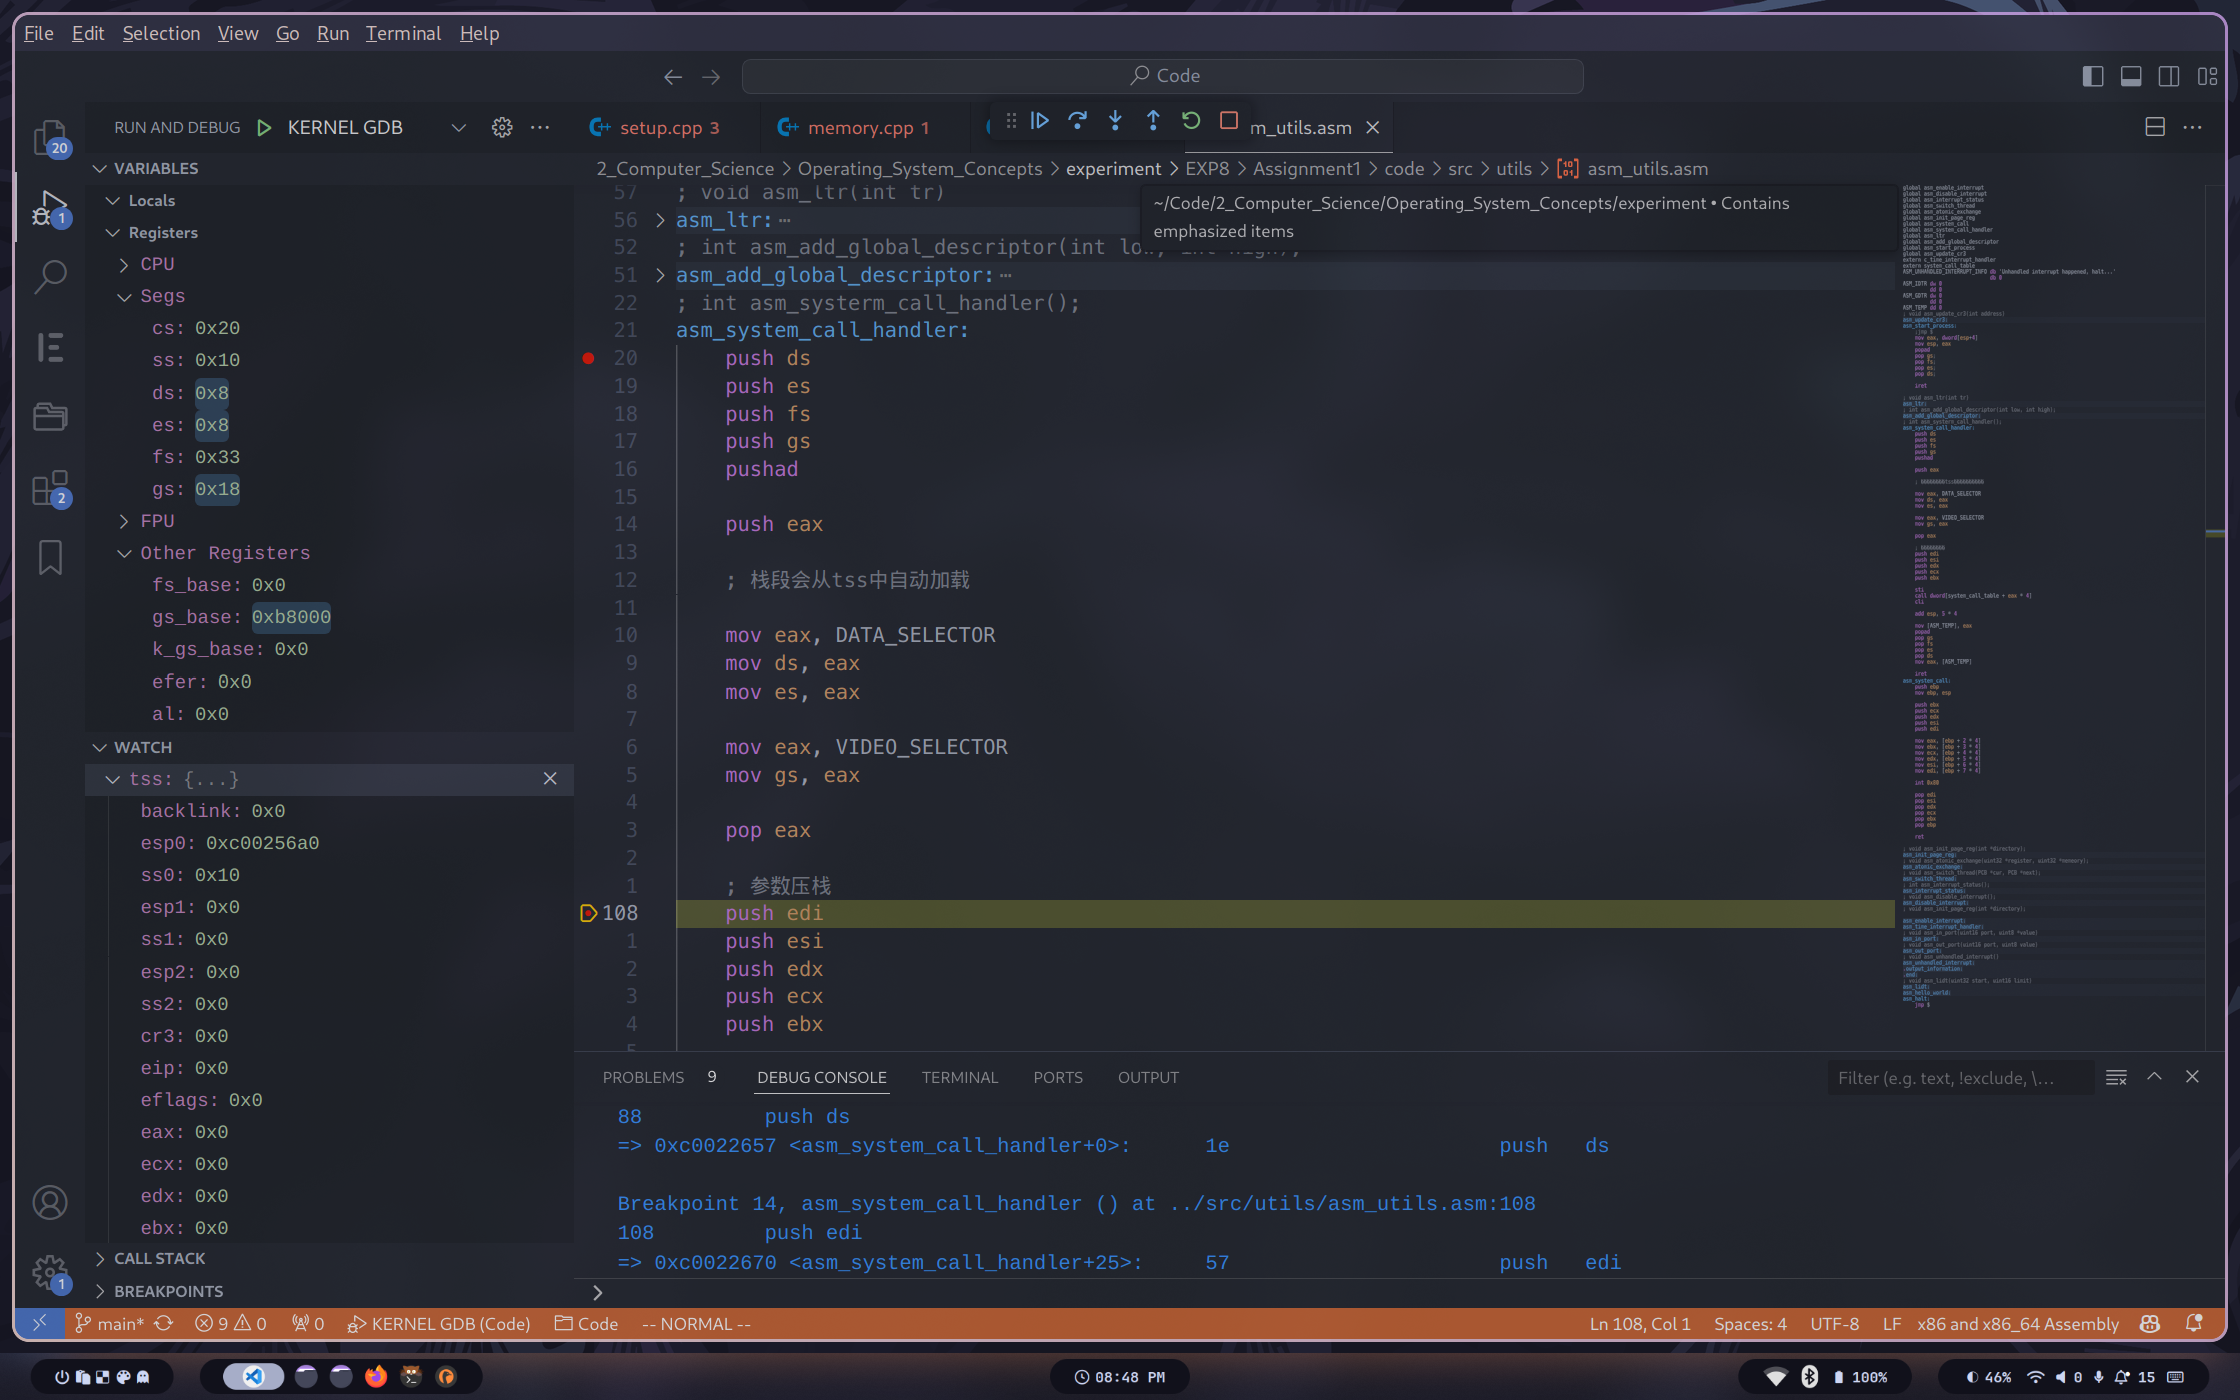 File Edit Selection View Go Run Terminal Help
Code
RUN AND DEBUG KERNEL GDB
VARIABLES
Locals
Registers
CPU
Segs
cs: 0x20
ss: 0x10
ds: 0x8
es: 0x8
fs: 0x33
gs: 0x18
FPU
Other Registers
fs_base: 0x0
gs_base: 0xb8000
k_gs_base: 0x0
efer: 0x0
al: 0x0
WATCH
tss: {...}
backlink: 0x0
esp0: 0xc00256a0
ss0: 0x10
esp1: 0x0
ss1: 0x0
esp2: 0x0
ss2: 0x0
cr3: 0x0
eip: 0x0
eflags: 0x0
eax: 0x0
ecx: 0x0
edx: 0x0
ebx: 0x0
CALL STACK
BREAKPOINTS
20
1
2
1
setup.cpp 3 memory.cpp 1 m_utils.asm
2_Computer_Science > Operating_System_Concepts > experiment > EXP8 > Assignment1 > code > src > utils > asm_utils.asm
~/Code/2_Computer_Science/Operating_System_Concepts/experiment • Contains
emphasized items
57 ; void asm_ltr(int tr)
56 asm_ltr: ⋯
52 ; int asm_add_global_descriptor(int low, int high);
51 asm_add_global_descriptor: ⋯
22 ; int asm_systerm_call_handler();
21 asm_system_call_handler:
20 push ds
19 push es
18 push fs
17 push gs
16 pushad
15
14 push eax
13
12 ; 栈段会从tss中自动加载
11
10 mov eax, DATA_SELECTOR
9 mov ds, eax
8 mov es, eax
7
6 mov eax, VIDEO_SELECTOR
5 mov gs, eax
4
3 pop eax
2
1 ; 参数压栈
108 push edi
1 push esi
2 push edx
3 push ecx
4 push ebx
5
PROBLEMS 9 DEBUG CONSOLE TERMINAL PORTS OUTPUT
Filter (e.g. text, !exclude, \...
88 push ds
=> 0xc0022657 <asm_system_call_handler+0>: 1e push ds
Breakpoint 14, asm_system_call_handler () at ../src/utils/asm_utils.asm:108
108 push edi
=> 0xc0022670 <asm_system_call_handler+25>: 57 push edi
main* 9 0 0 KERNEL GDB (Code) Code -- NORMAL --
Ln 108, Col 1 Spaces: 4 UTF-8 LF x86 and x86_64 Assembly
08:48 PM
100%
46% 0 15